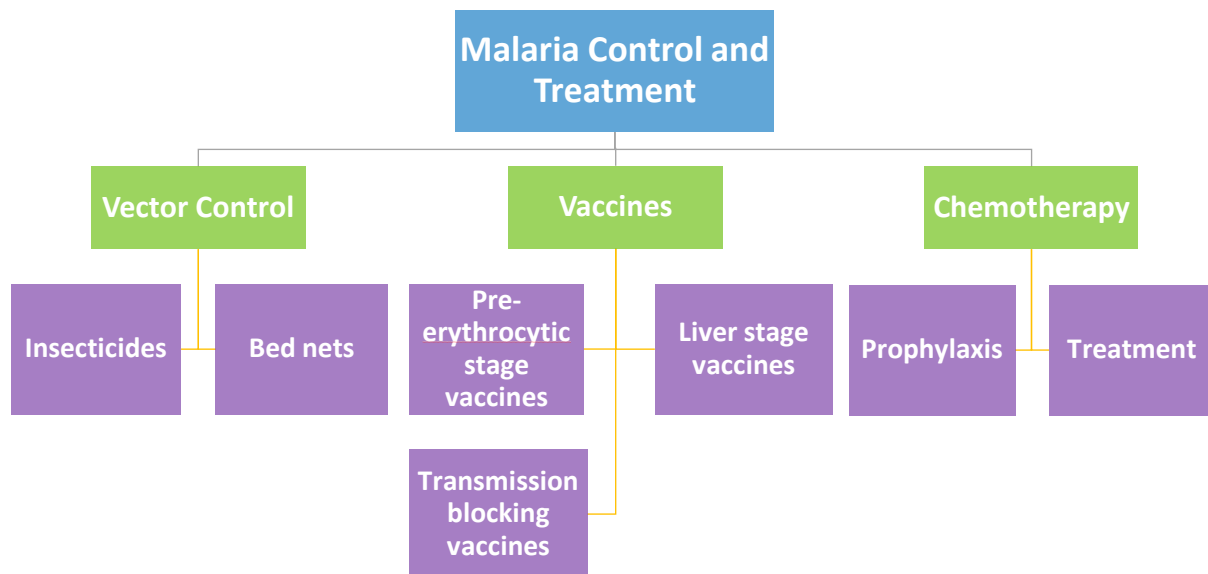 Malaria Control and
Treatment
Vector Control
Vaccines
Chemotherapy
Insecticides
Bed nets
Pre-
erythrocytic
stage
vaccines
Liver stage
vaccines
Prophylaxis
Treatment
Transmission
blocking
vaccines